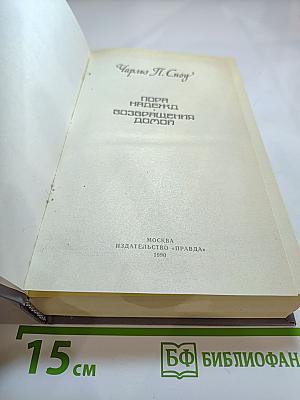 Чарльз П. Сноу
ПОРА
НАДЕЖД
ВОЗВРАЩЕНИЯ
ДОМОЙ
МОСКВА
ИЗДАТЕЛЬСТВО «ПРАВДА»
1990
15 см
БФ БИБЛИОФАН